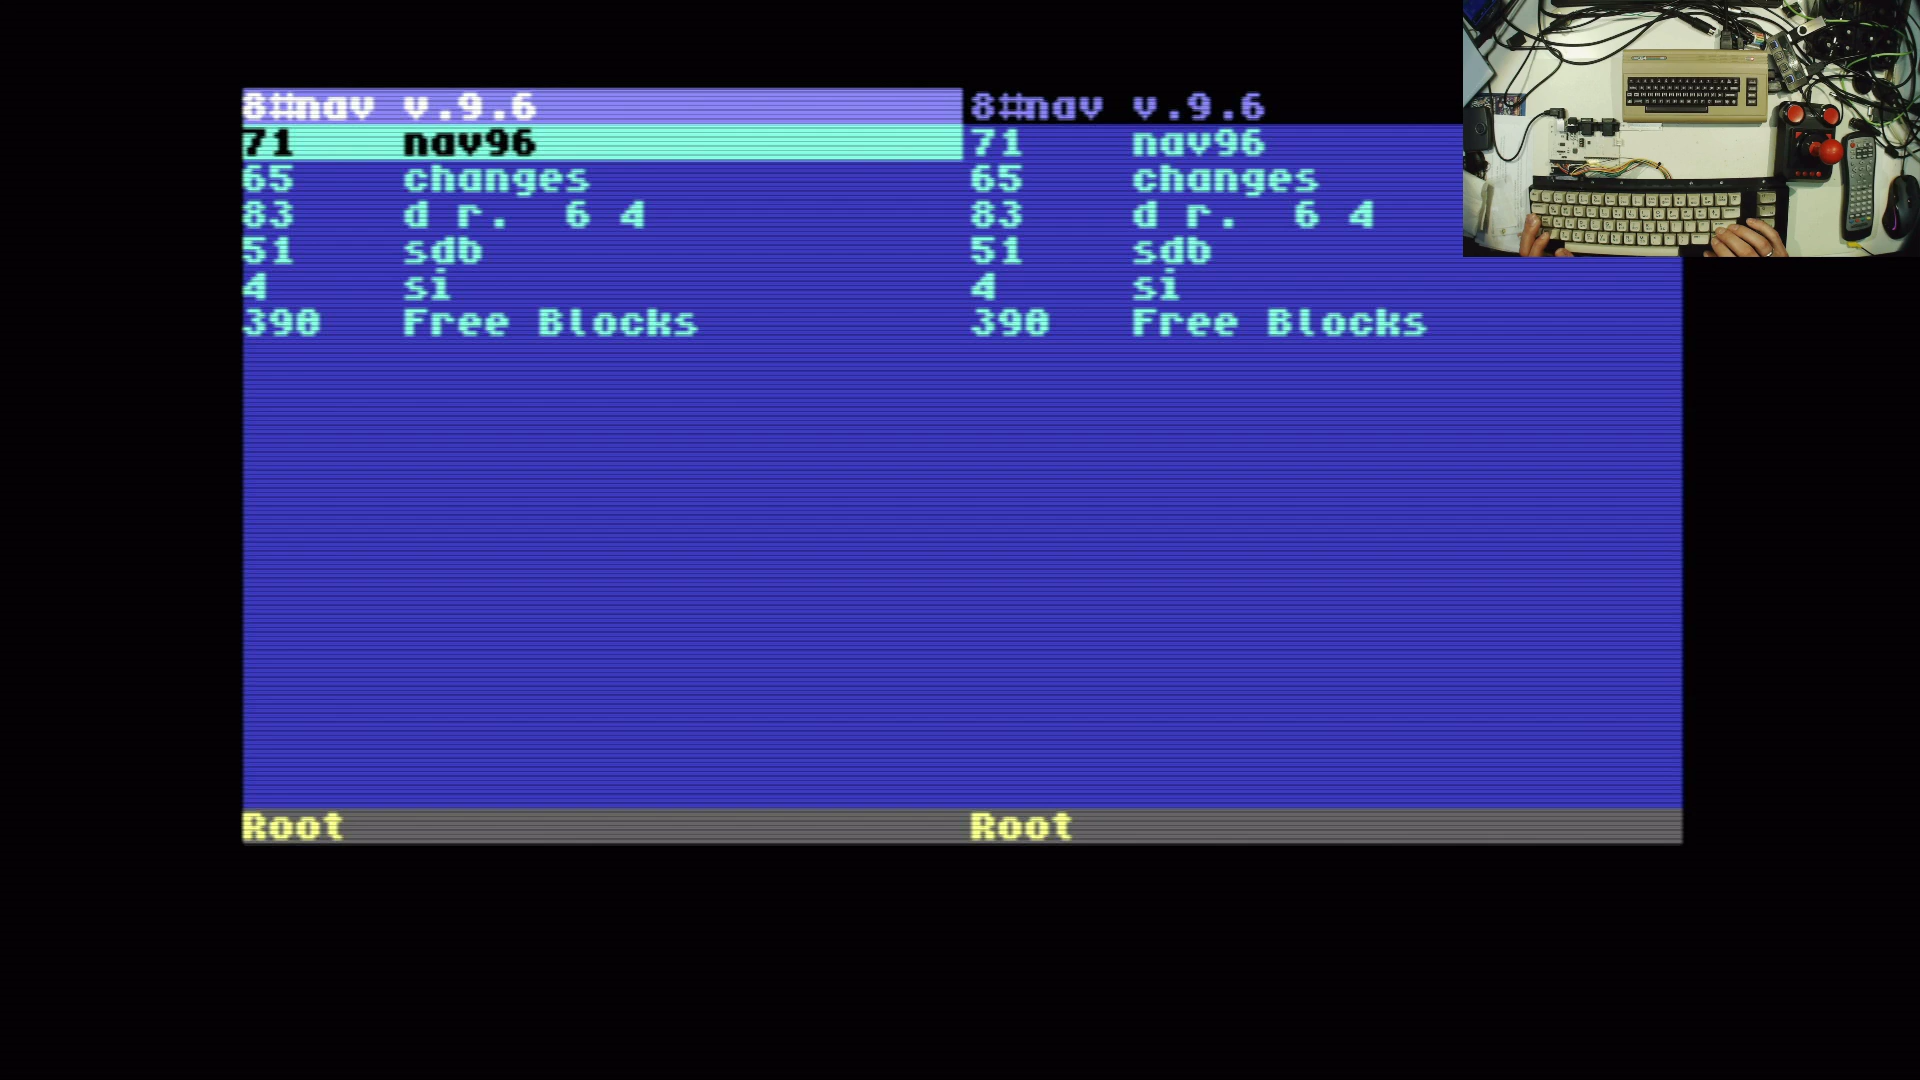 8#nav v.9.6 8#nav v.9.6
71 nav96 71 nav96
65 changes 65 changes
83 d r. 6 4 83 d r. 6 4
51 sdb 51 sdb
4 si 4 si
390 Free Blocks 390 Free Blocks
Root Root